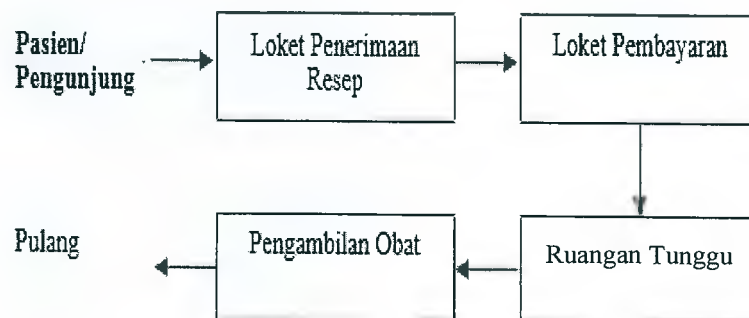 Pasien/
Pengunjung
Loket Penerimaan
Resep
Loket Pembayaran
Ruangan Tunggu
Pengambilan Obat
Pulang